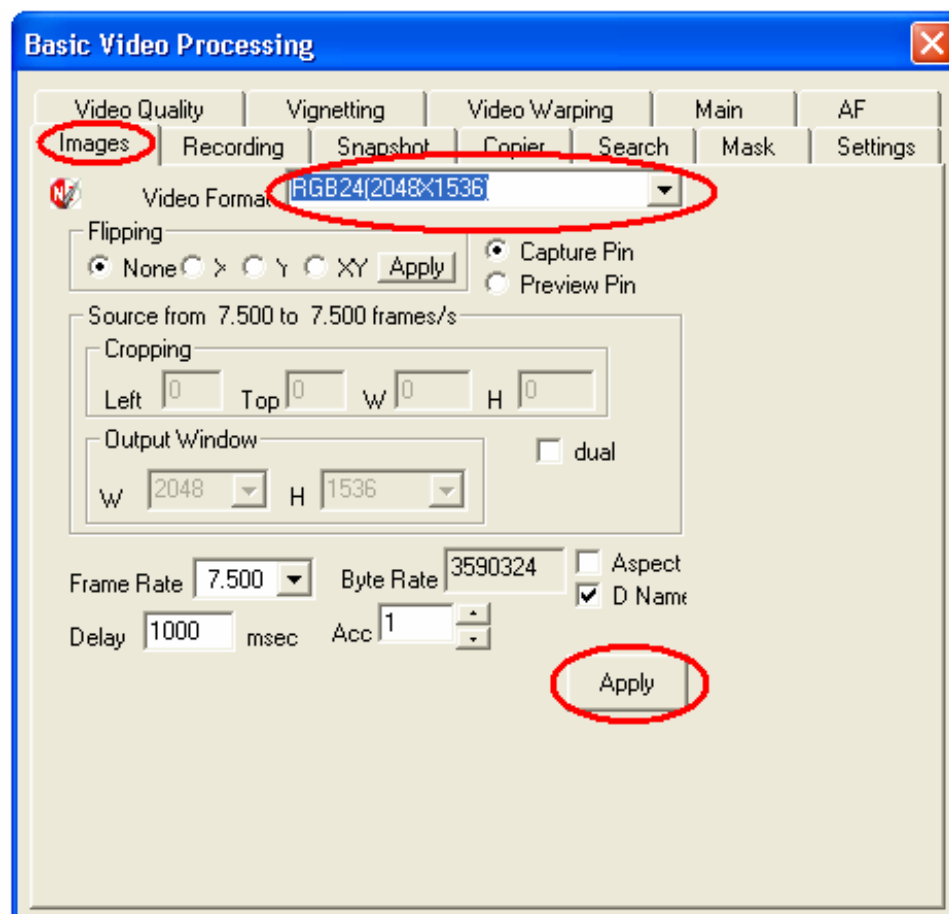 Basic Video Processing
Video Quality Vignetting Video Warping Main AF
Images Recording Snapshot Copier Search Mask Settings
Video Format RGB24(2048X1536)
Flipping
None X Y XY Apply
Capture Pin
Preview Pin
Source from 7.500 to 7.500 frames/s
Cropping
Left 0 Top 0 W 0 H 0
Output Window
W 2048 H 1536
dual
Frame Rate 7.500 Byte Rate 3590324 Aspect
D Name
Delay 1000 msec Acc 1
Apply